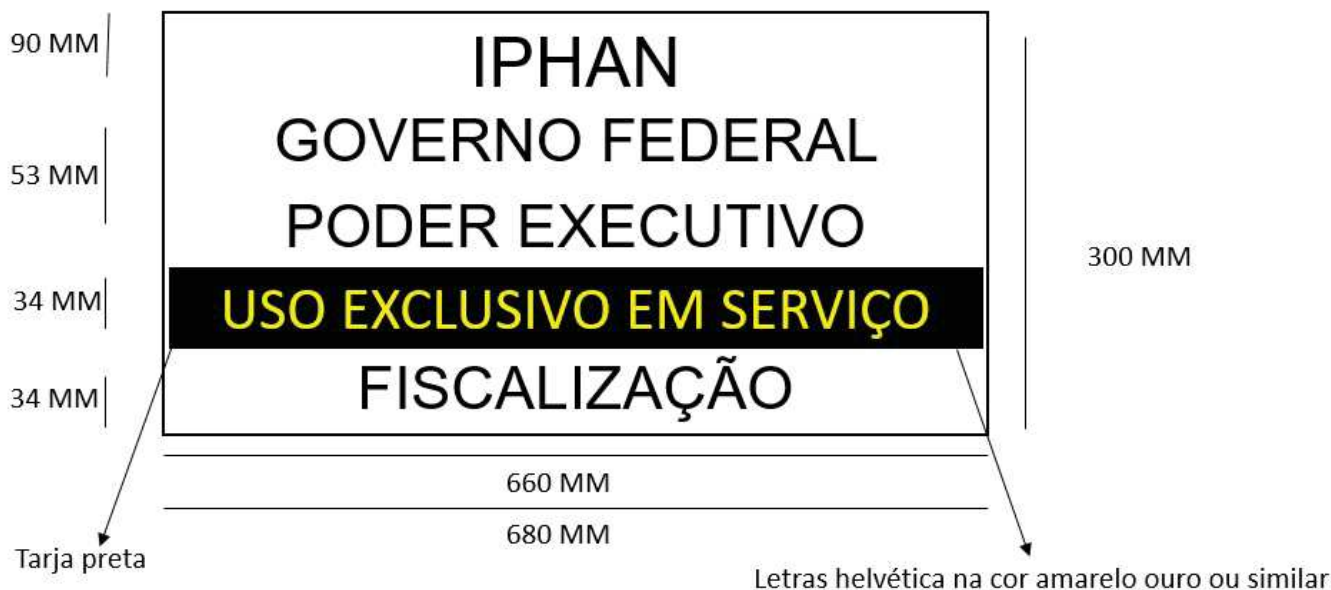 90 MM
IPHAN
GOVERNO FEDERAL
53 MM
PODER EXECUTIVO
300 MM
34 MM
USO EXCLUSIVO EM SERVIÇO
34 MM
FISCALIZAÇÃO
660 MM
680 MM
Tarja preta
Letras helvética na cor amarelo ouro ou similar